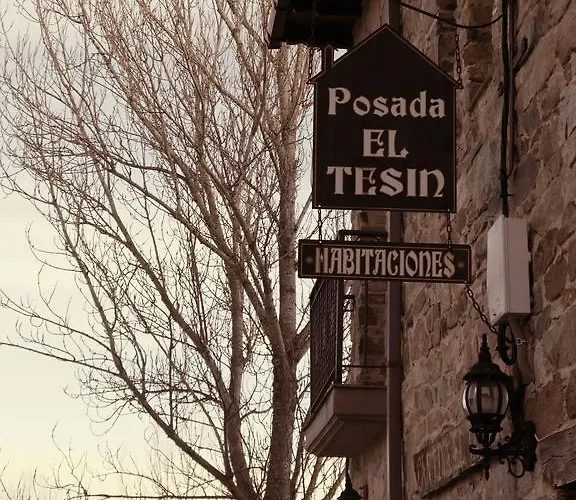 Posada
EL
TESIN
HABITACIONES